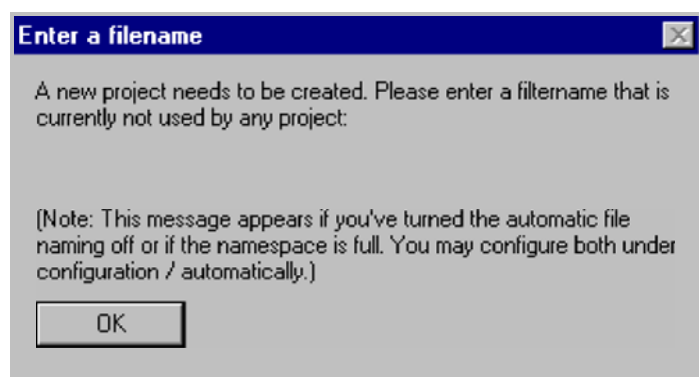 Enter a filename
A new project needs to be created. Please enter a filtername that is
currently not used by any project:
(Note: This message appears if you've turned the automatic file
naming off or if the namespace is full. You may configure both under
configuration / automatically.)
OK